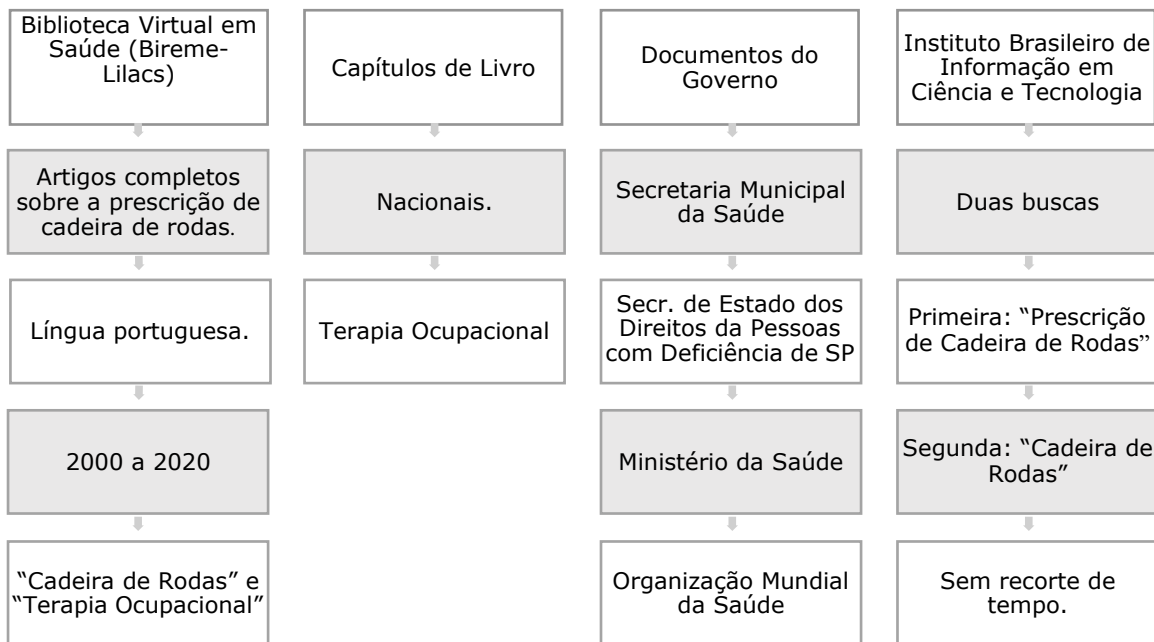 Biblioteca Virtual em
Saúde (Bireme-
Lilacs)
Artigos completos
sobre a prescrição de
cadeira de rodas.
Língua portuguesa.
2000 a 2020
“Cadeira de Rodas” e
“Terapia Ocupacional”
Capítulos de Livro
Nacionais.
Terapia Ocupacional
Documentos do
Governo
Secretaria Municipal
da Saúde
Secr. de Estado dos
Direitos da Pessoas
com Deficiência de SP
Ministério da Saúde
Organização Mundial
da Saúde
Instituto Brasileiro de
Informação em
Ciência e Tecnologia
Duas buscas
Primeira: “Prescrição
de Cadeira de Rodas”
Segunda: “Cadeira de
Rodas”
Sem recorte de
tempo.